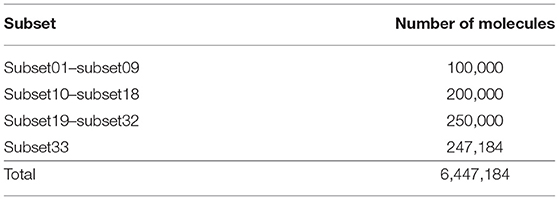 Subset Number of molecules
Subset01–subset09 100,000
Subset10–subset18 200,000
Subset19–subset32 250,000
Subset33 247,184
Total 6,447,184